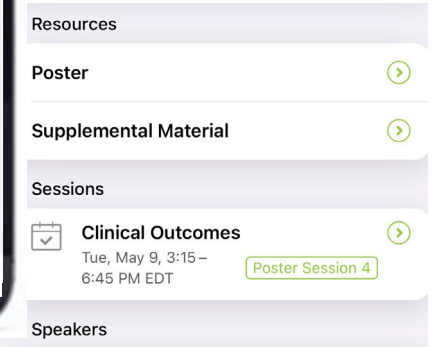 Resources
Poster
Supplemental Material
Sessions
Clinical Outcomes
Tue, May 9, 3:15 –
6:45 PM EDT
Poster Session 4
Speakers